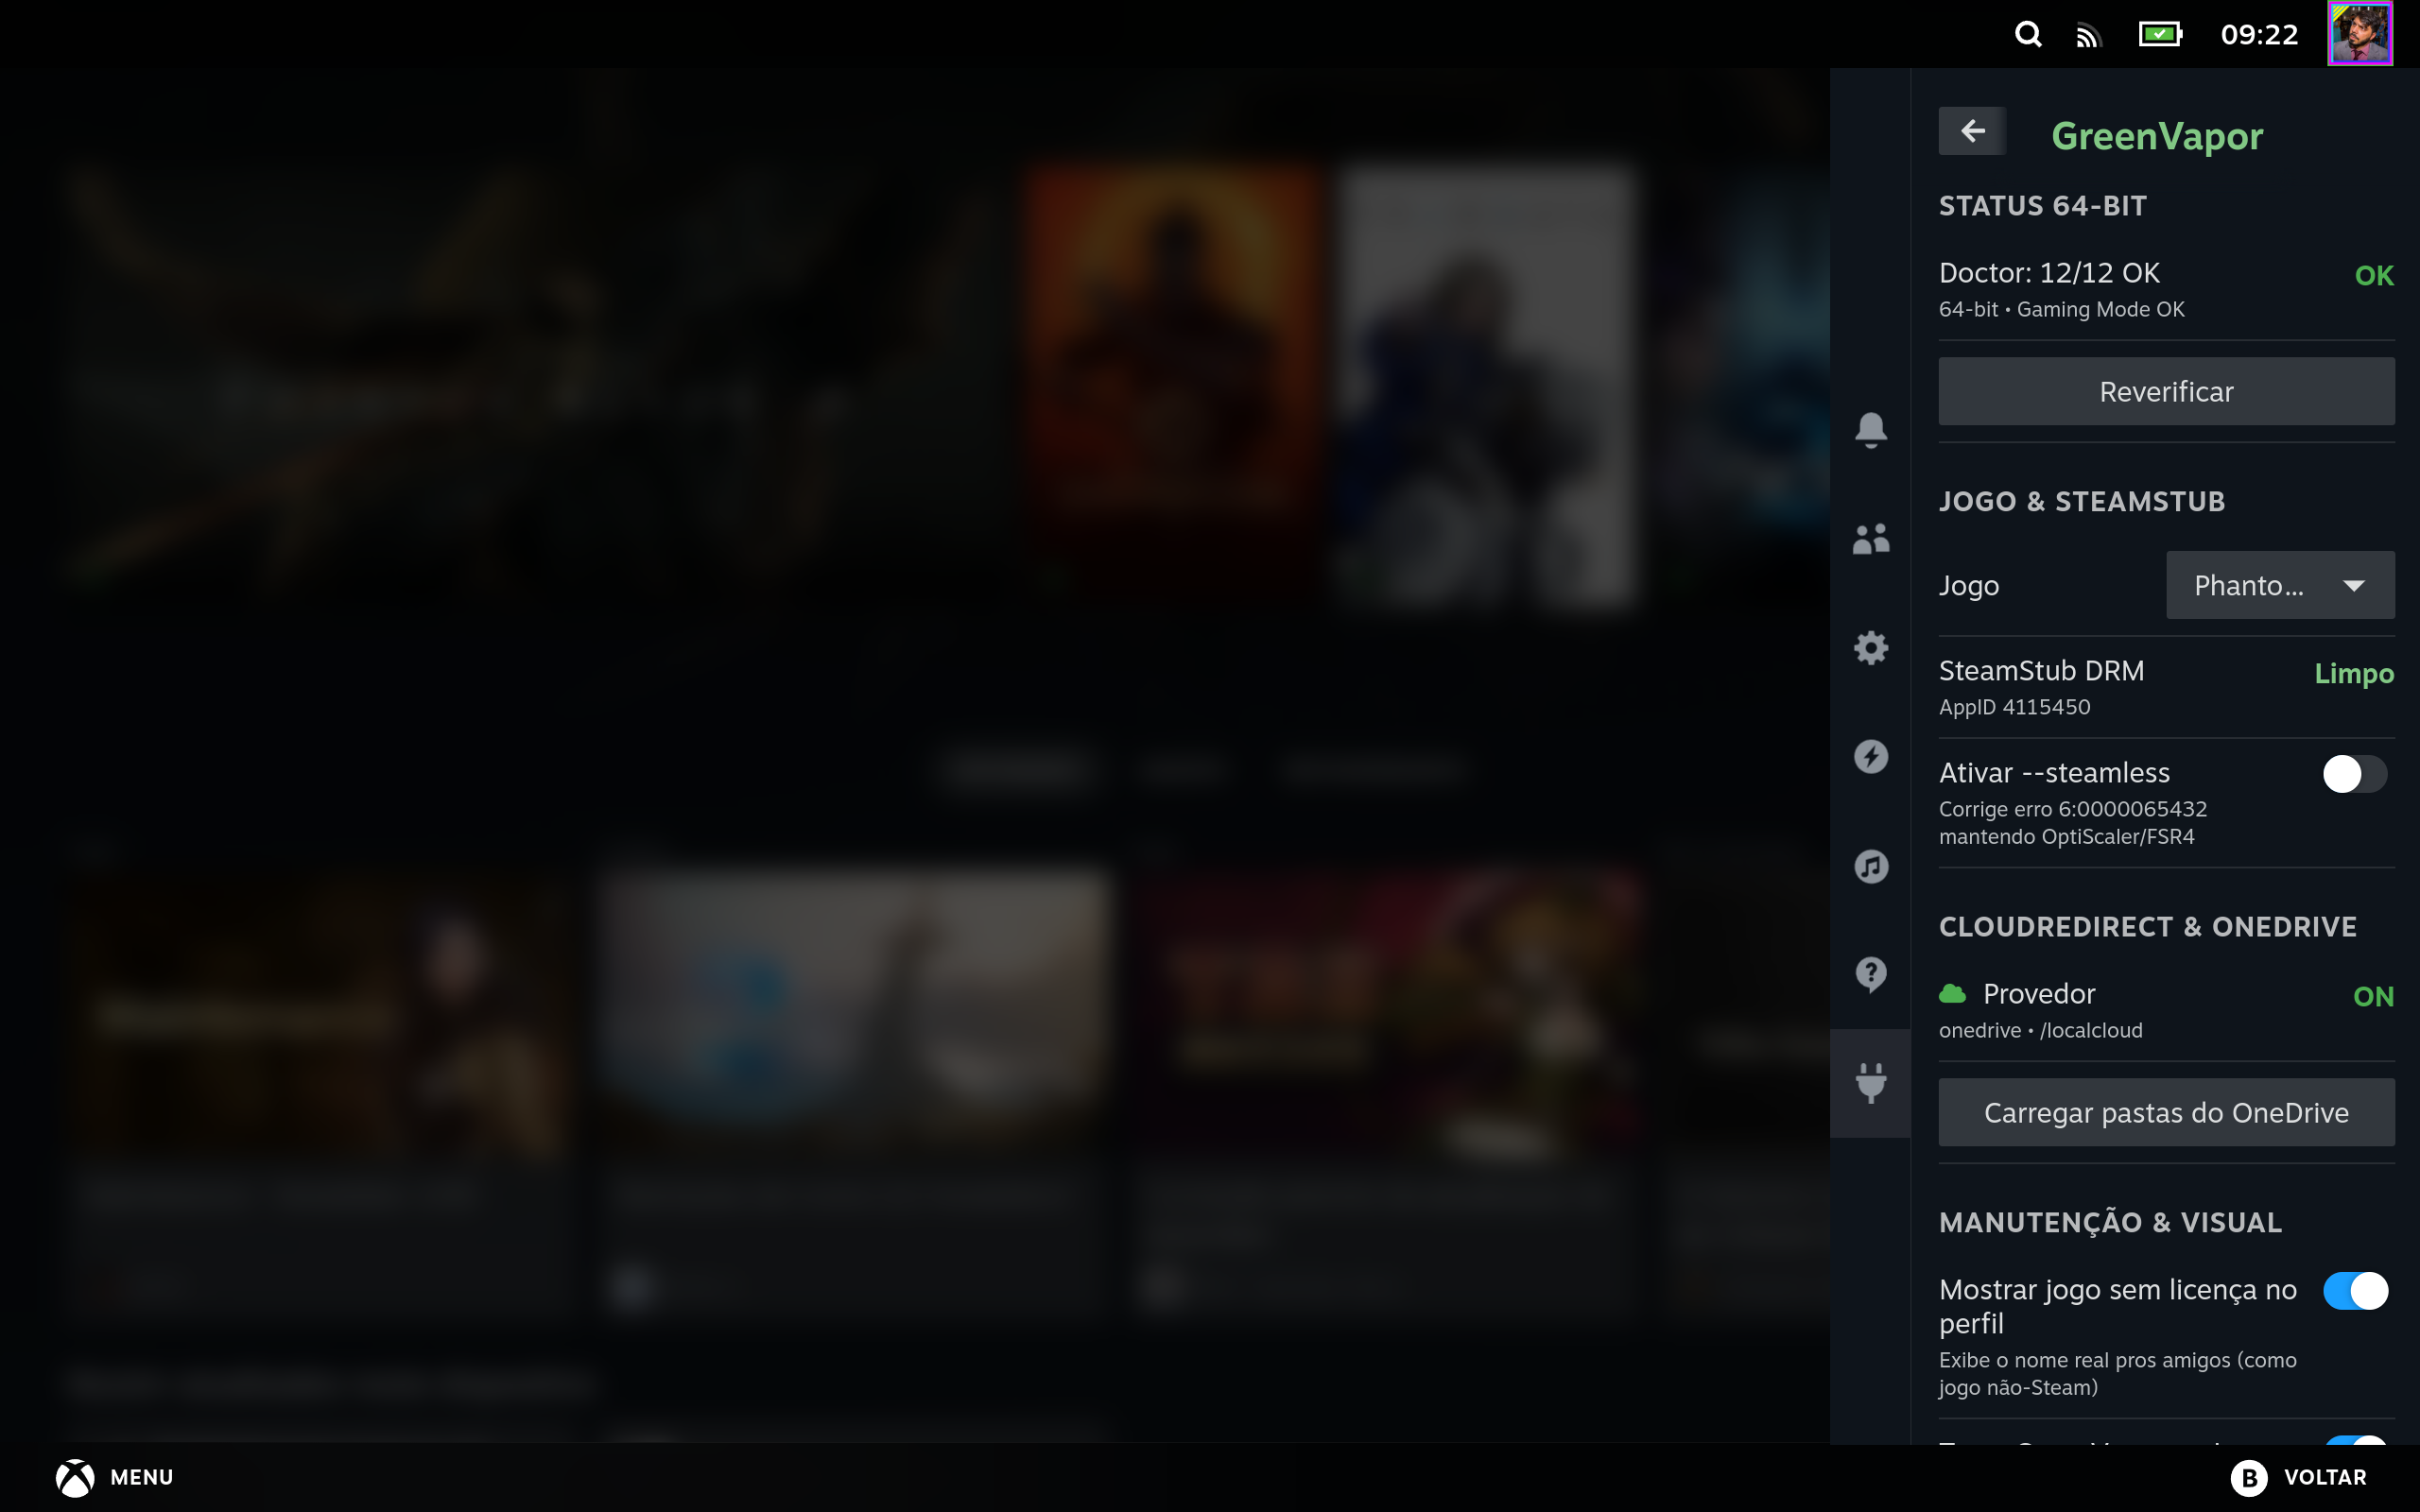 09:22
GreenVapor
STATUS 64-BIT
Doctor: 12/12 OK
OK
64-bit • Gaming Mode OK
Reverificar
JOGO & STEAMSTUB
Jogo
Phanto...
SteamStub DRM
Limpo
AppID 4115450
Ativar --steamless
Corrige erro 6:0000065432
mantendo OptiScaler/FSR4
CLOUDREDIRECT & ONEDRIVE
Provedor
ON
onedrive • /localcloud
Carregar pastas do OneDrive
MANUTENÇÃO & VISUAL
Mostrar jogo sem licença no
perfil
Exibe o nome real pros amigos (como
jogo não-Steam)
MENU
B VOLTAR